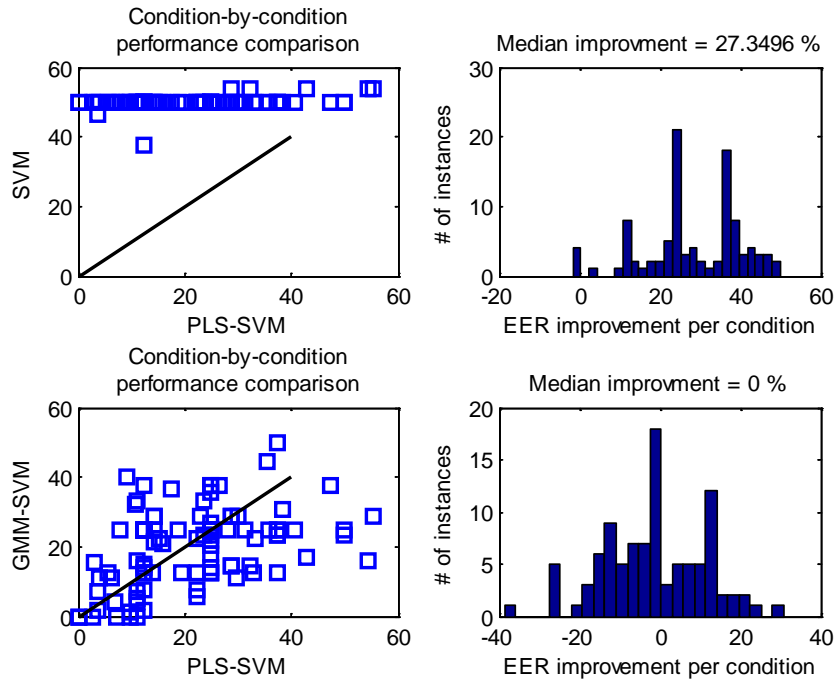 Condition-by-condition
performance comparison
60
40
20
0
SVM
0
20
40
60
PLS-SVM
Median improvment = 27.3496 %
30
20
10
0
# of instances
-20
0
20
40
60
EER improvement per condition
Condition-by-condition
performance comparison
60
40
20
0
GMM-SVM
0
20
40
60
PLS-SVM
Median improvment = 0 %
20
15
10
5
0
# of instances
-40
-20
0
20
40
EER improvement per condition